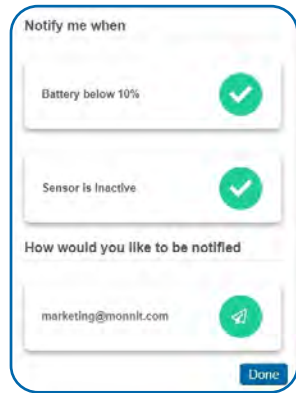 Notify me when
Battery below 10%
Sensor is Inactive
How would you like to be notified
marketing@monnit.com
Done